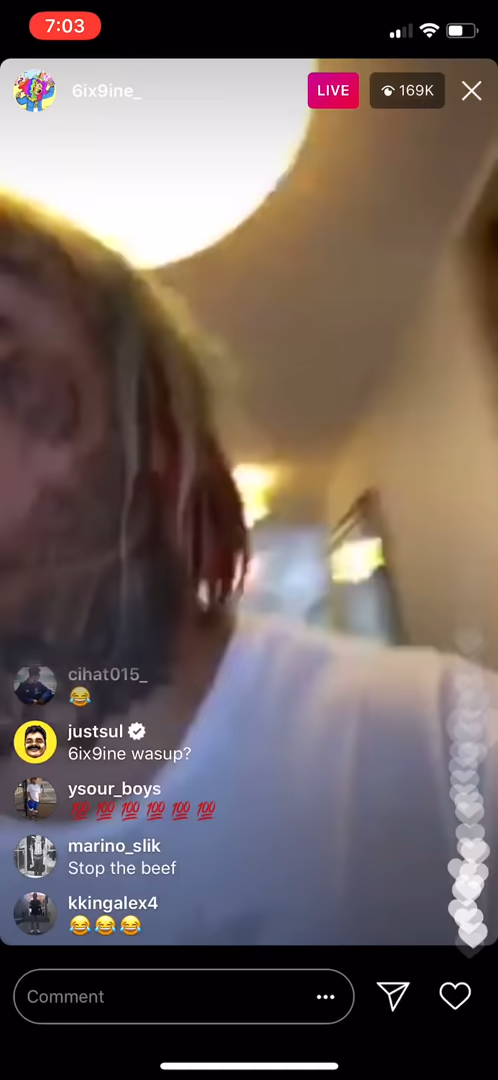 7:03
6ix9ine_
LIVE
169K
cihat015_
😂
justsul
6ix9ine wasup?
ysour_boys
💯 💯 💯 💯 💯 💯
marino_slik
Stop the beef
kkingalex4
😂 😂 😂
Comment